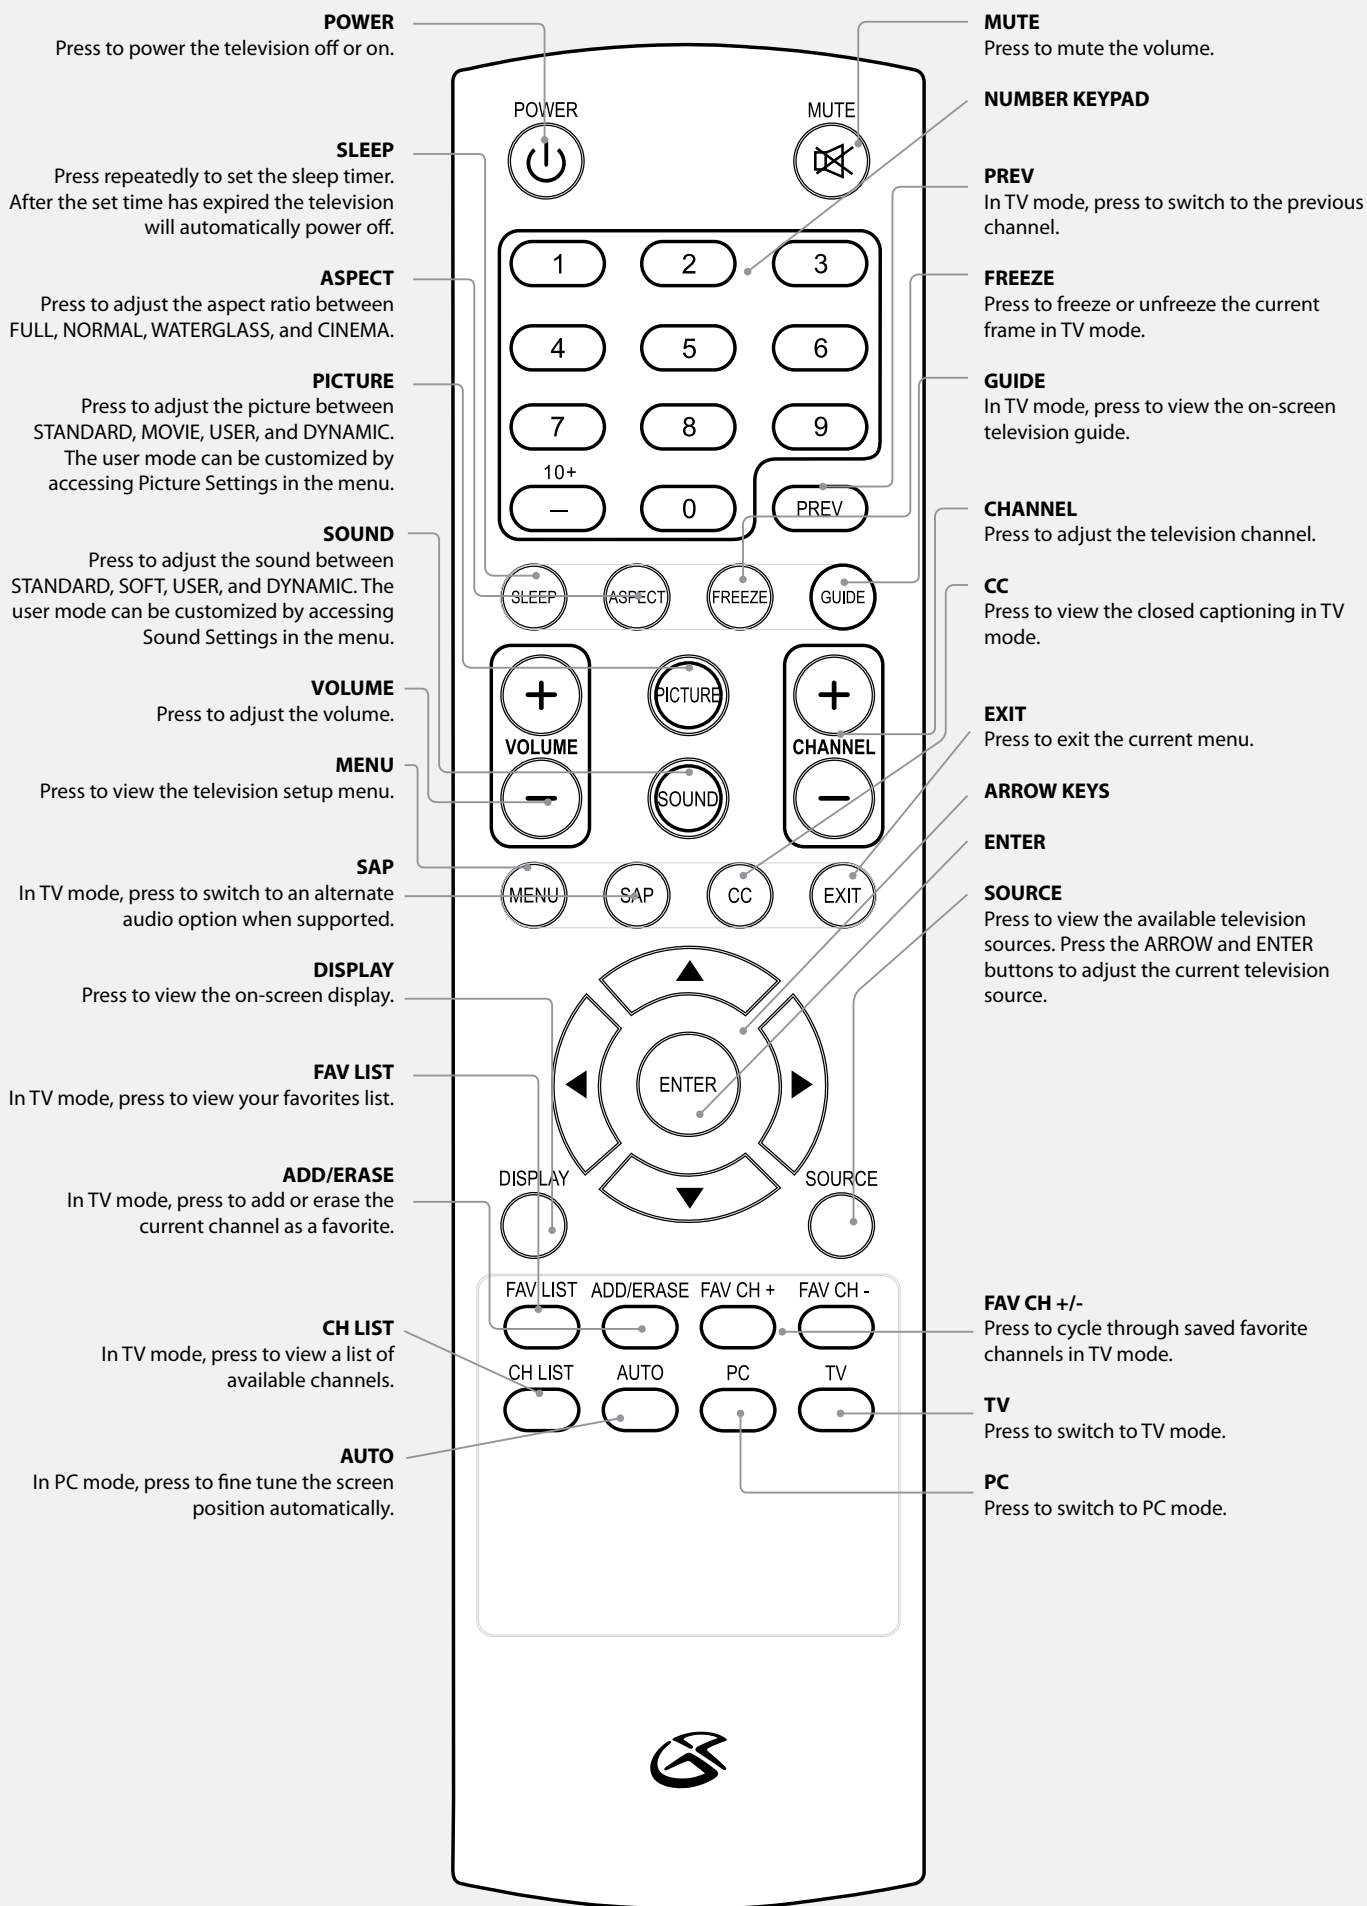 POWER
Press to power the television off or on.
SLEEP
Press repeatedly to set the sleep timer.
After the set time has expired the television
will automatically power off.
ASPECT
Press to adjust the aspect ratio between
FULL, NORMAL, WATERGLASS, and CINEMA.
PICTURE
Press to adjust the picture between
STANDARD, MOVIE, USER, and DYNAMIC.
The user mode can be customized by
accessing Picture Settings in the menu.
SOUND
Press to adjust the sound between
STANDARD, SOFT, USER, and DYNAMIC. The
user mode can be customized by accessing
Sound Settings in the menu.
VOLUME
Press to adjust the volume.
MENU
Press to view the television setup menu.
SAP
In TV mode, press to switch to an alternate
audio option when supported.
DISPLAY
Press to view the on-screen display.
FAV LIST
In TV mode, press to view your favorites list.
ADD/ERASE
In TV mode, press to add or erase the
current channel as a favorite.
CH LIST
In TV mode, press to view a list of
available channels.
AUTO
In PC mode, press to fine tune the screen
position automatically.
POWER MUTE
1 2 3
4 5 6
7 8 9
10+
– 0 PREV
SLEEP ASPECT FREEZE GUIDE
+ PICTURE +
VOLUME CHANNEL
– SOUND –
MENU SAP CC EXIT
ENTER
DISPLAY SOURCE
FAV LIST ADD/ERASE FAV CH + FAV CH -
CH LIST AUTO PC TV
MUTE
Press to mute the volume.
NUMBER KEYPAD
PREV
In TV mode, press to switch to the previous
channel.
FREEZE
Press to freeze or unfreeze the current
frame in TV mode.
GUIDE
In TV mode, press to view the on-screen
television guide.
CHANNEL
Press to adjust the television channel.
CC
Press to view the closed captioning in TV
mode.
EXIT
Press to exit the current menu.
ARROW KEYS
ENTER
SOURCE
Press to view the available television
sources. Press the ARROW and ENTER
buttons to adjust the current television
source.
FAV CH +/-
Press to cycle through saved favorite
channels in TV mode.
TV
Press to switch to TV mode.
PC
Press to switch to PC mode.